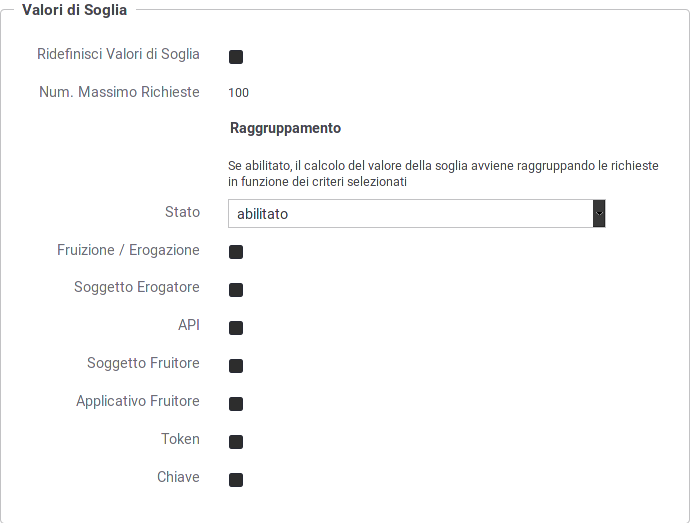 Valori di Soglia
Ridefinisci Valori di Soglia
Num. Massimo Richieste 100
Raggruppamento
Se abilitato, il calcolo del valore della soglia avviene raggruppando le richieste
in funzione dei criteri selezionati
Stato abilitato
Fruizione / Erogazione
Soggetto Erogatore
API
Soggetto Fruitore
Applicativo Fruitore
Token
Chiave